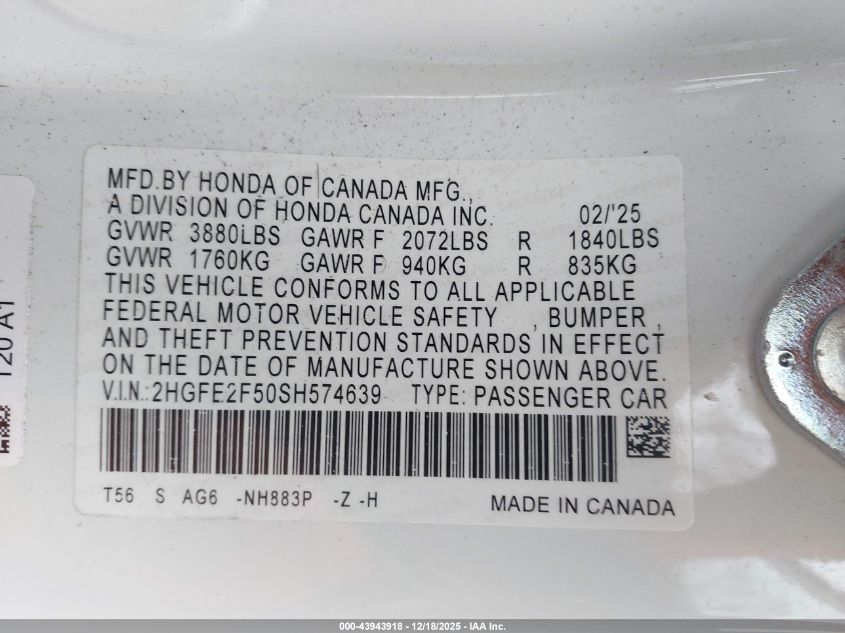 MFD.BY HONDA OF CANADA MFG.,
A DIVISION OF HONDA CANADA INC. 02/'25
GVWR 3880LBS GAWR F 2072LBS R 1840LBS
GVWR 1760KG GAWR F 940KG R 835KG
THIS VEHICLE CONFORMS TO ALL APPLICABLE
FEDERAL MOTOR VEHICLE SAFETY , BUMPER ,
AND THEFT PREVENTION STANDARDS IN EFFECT
ON THE DATE OF MANUFACTURE SHOWN ABOVE.
V.I.N.:2HGFE2F50SH574639 TYPE: PASSENGER CAR
T56 S AG6 -NH883P -Z -H MADE IN CANADA
120 A1
000-43943918 - 12/18/2025 - IAA Inc.